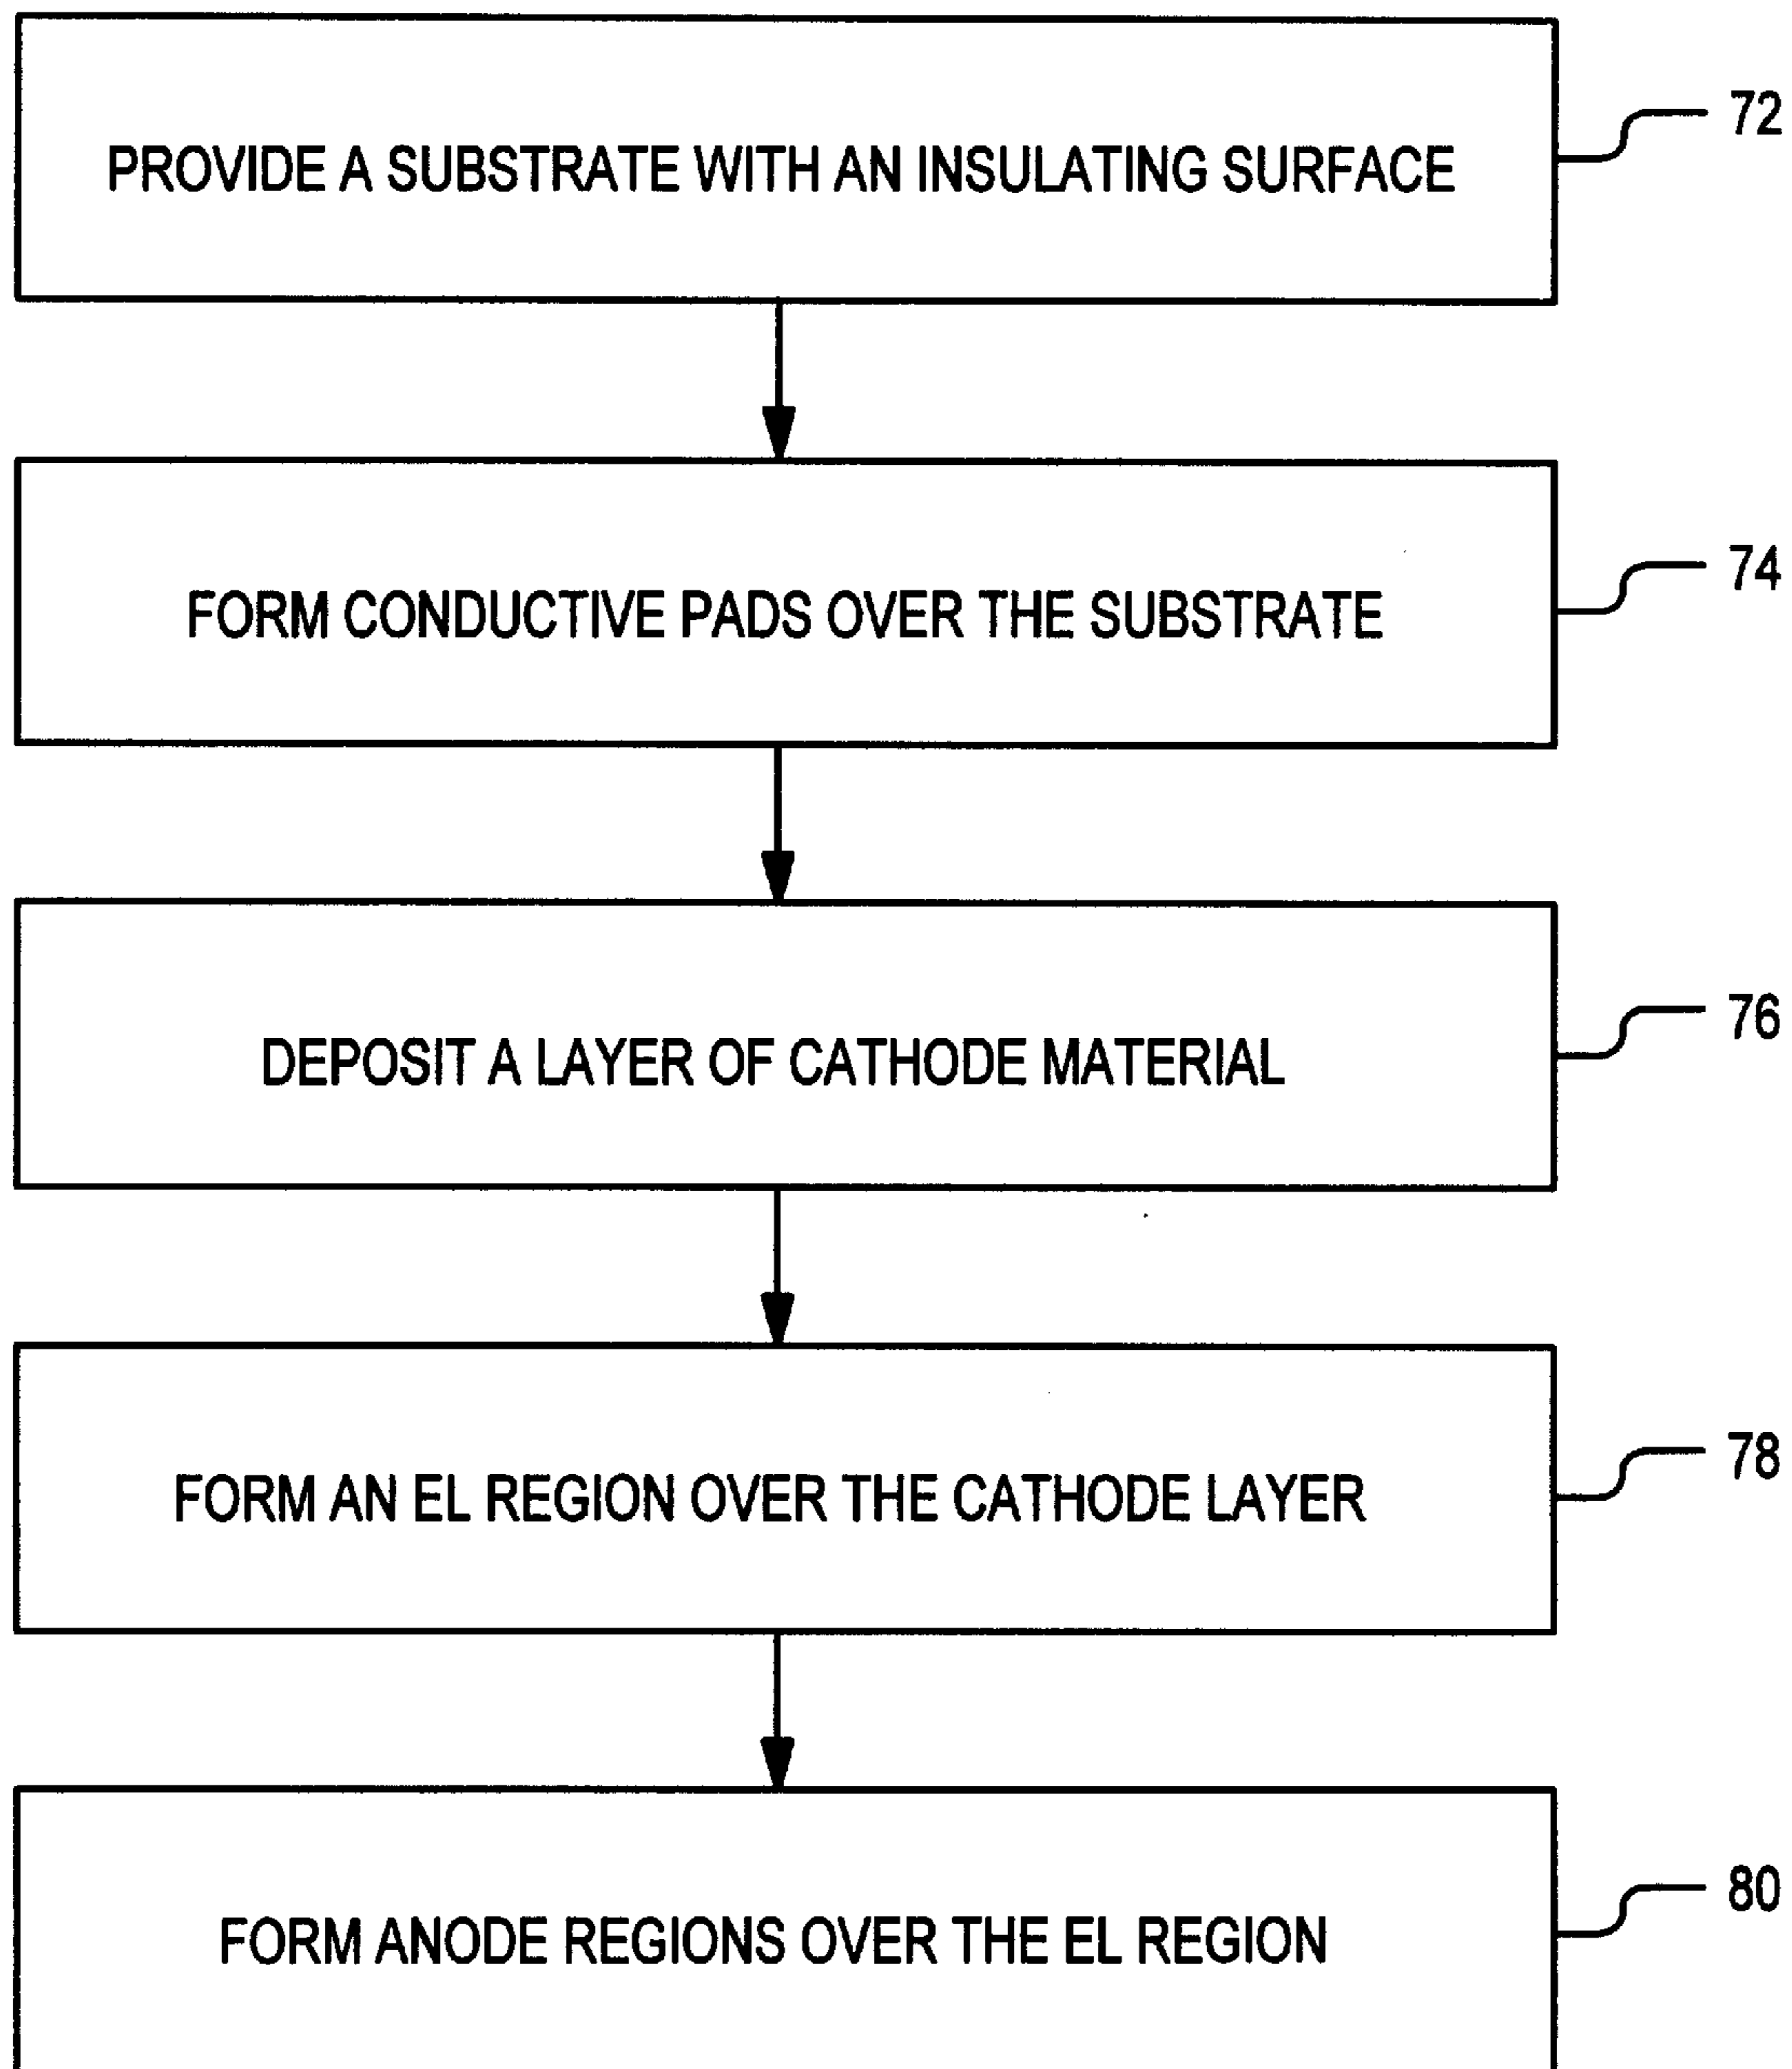 PROVIDE A SUBSTRATE WITH AN INSULATING SURFACE
72
FORM CONDUCTIVE PADS OVER THE SUBSTRATE
74
DEPOSIT A LAYER OF CATHODE MATERIAL
76
FORM AN EL REGION OVER THE CATHODE LAYER
78
FORM ANODE REGIONS OVER THE EL REGION
80